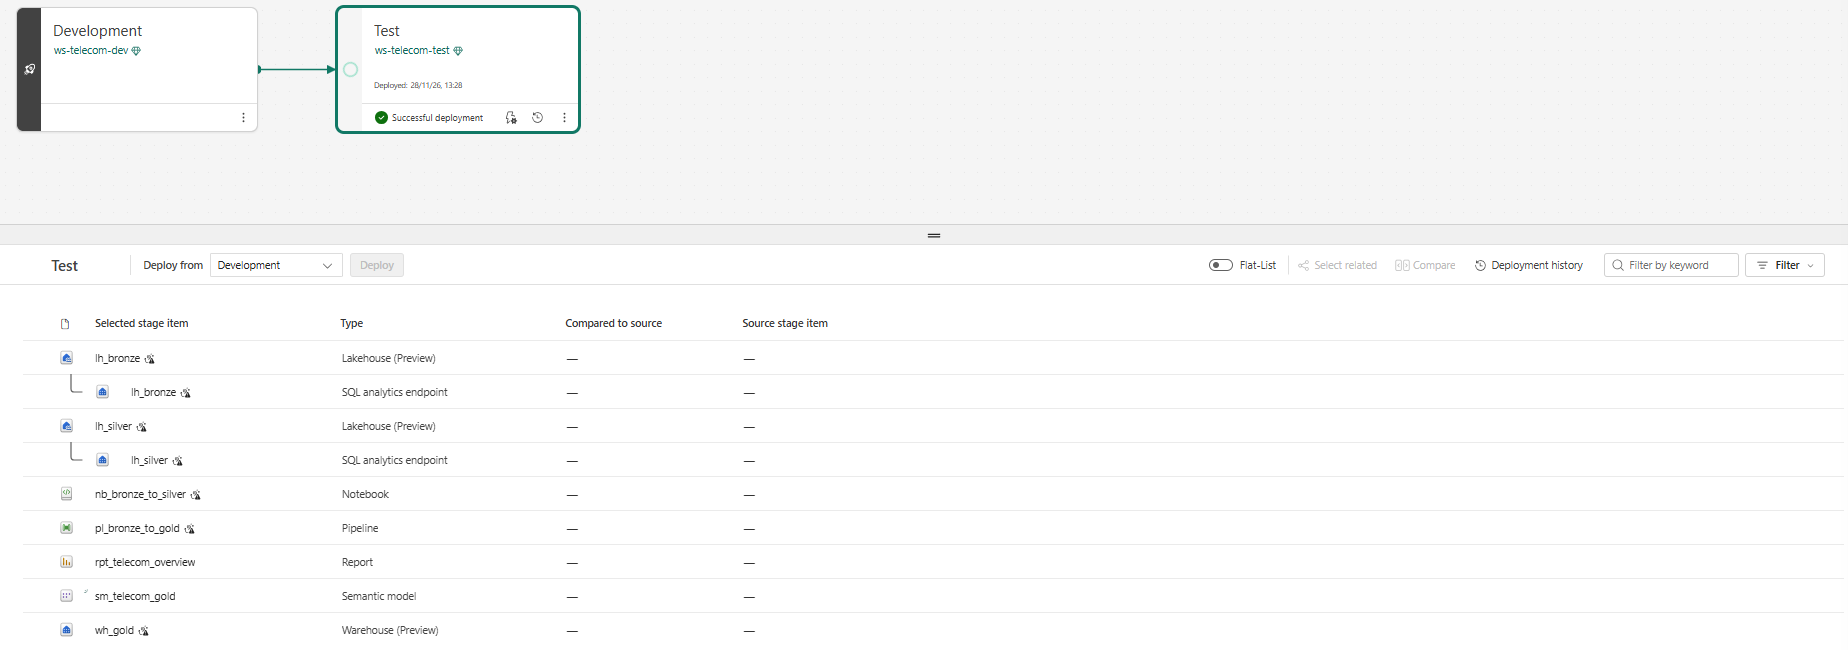 Development
ws-telecom-dev
Test
ws-telecom-test
Deployed: 28/11/26, 13:28
Successful deployment
Test
Deploy from
Development
Deploy
Flat-List
Select related
Compare
Deployment history
Filter by keyword
Filter
Selected stage item Type Compared to source Source stage item
lh_bronze Lakehouse (Preview) — —
lh_bronze SQL analytics endpoint — —
lh_silver Lakehouse (Preview) — —
lh_silver SQL analytics endpoint — —
nb_bronze_to_silver Notebook — —
pl_bronze_to_gold Pipeline — —
rpt_telecom_overview Report — —
sm_telecom_gold Semantic model — —
wh_gold Warehouse (Preview) — —